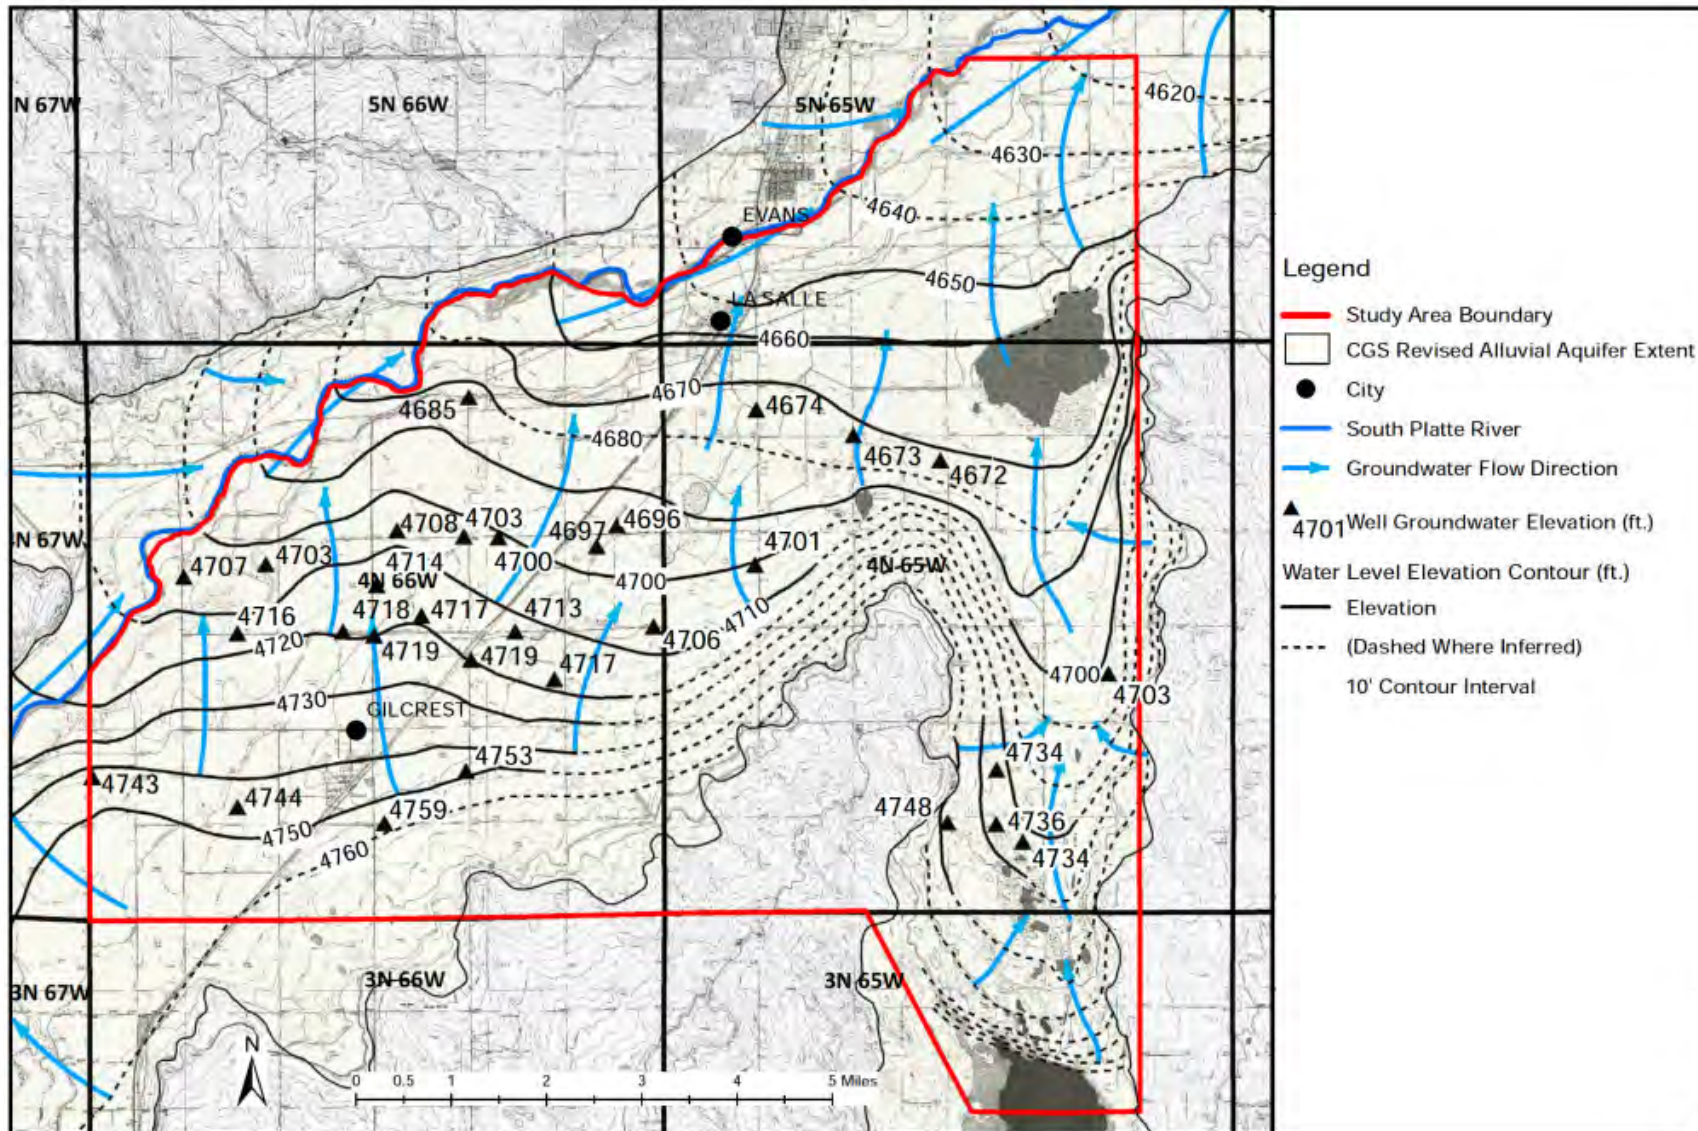 N 67W
5N 66W
5N 65W
4620
4630
4640
EVANS
4650
LA SALLE
4660
4670
4685
4674
4680
4673
4672
4708
4703
4696
4697
N 67W
4707
4703
4714
4700
4701
4N 66W
4700
4N 65W
4716
4718
4717
4713
4710
4720
4719
4706
4719
4717
4700
4703
4730
GILCREST
4753
4734
4743
4744
4759
4748
4736
4750
4734
4760
3N 67W
3N 66W
3N 65W
N
0 0.5 1 2 3 4 5 Miles
Legend
Study Area Boundary
CGS Revised Alluvial Aquifer Extent
City
South Platte River
Groundwater Flow Direction
4701 Well Groundwater Elevation (ft.)
Water Level Elevation Contour (ft.)
Elevation
(Dashed Where Inferred)
10' Contour Interval